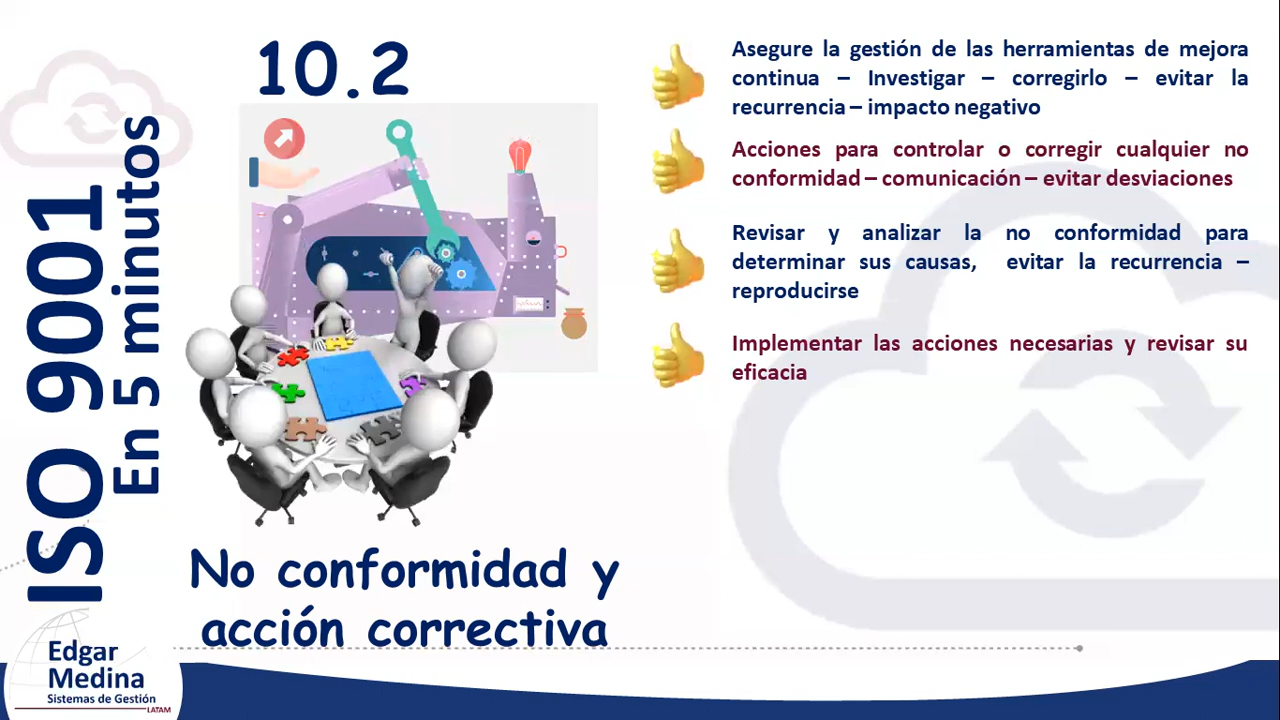 ISO 9001
En 5 minutos
10.2
No conformidad y
acción correctiva
Asegure la gestión de las herramientas de mejora
continua – Investigar – corregirlo – evitar la
recurrencia – impacto negativo
Acciones para controlar o corregir cualquier no
conformidad – comunicación – evitar desviaciones
Revisar y analizar la no conformidad para
determinar sus causas, evitar la recurrencia –
reproducirse
Implementar las acciones necesarias y revisar su
eficacia
Edgar
Medina
Sistemas de Gestión
LATAM